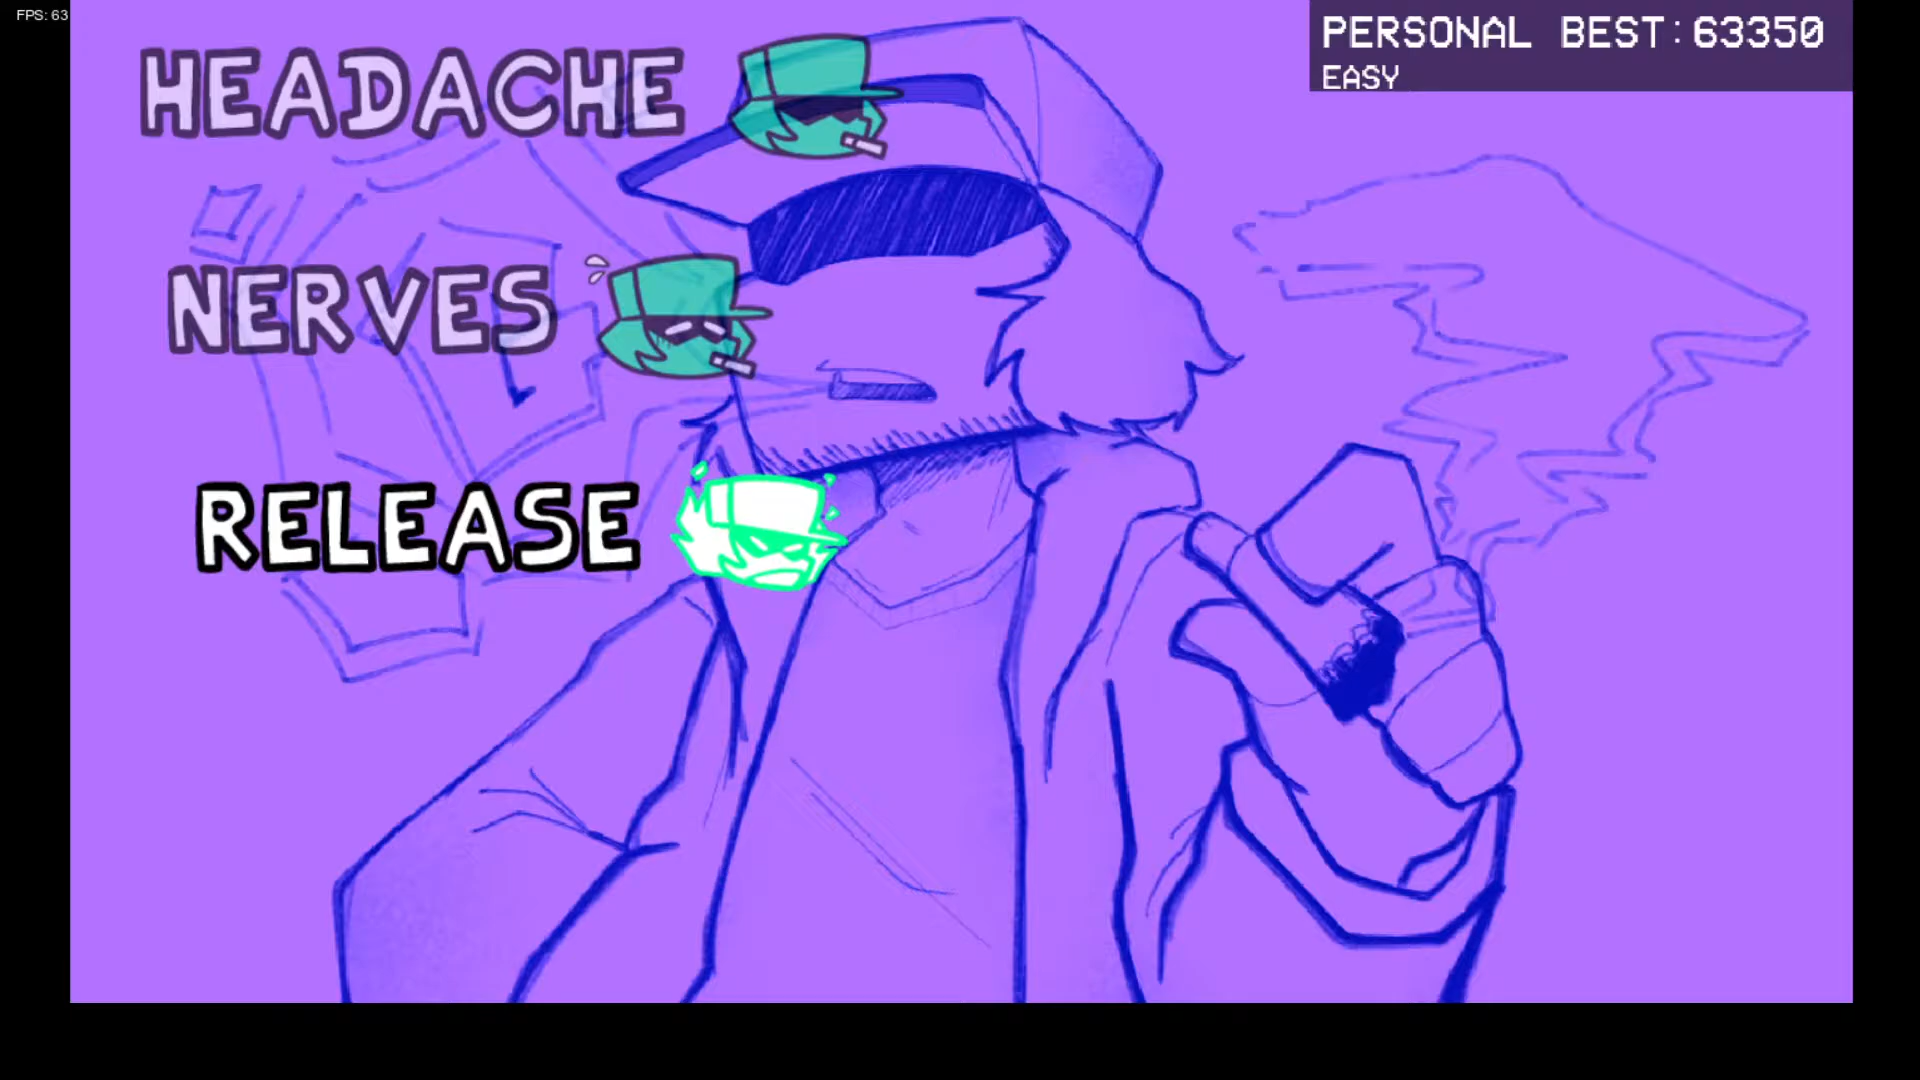 FPS: 63
PERSONAL BEST:63350
EASY
HEADACHE
NERVES
RELEASE